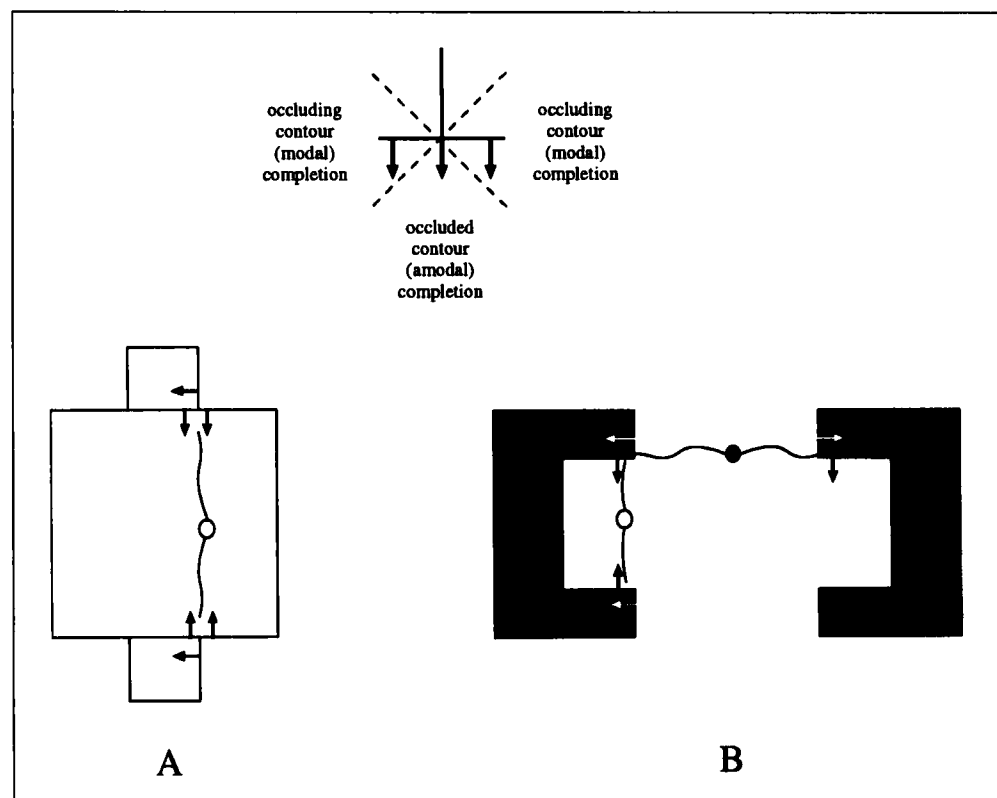 occluding
contour
(modal)
completion
occluding
contour
(modal)
completion
occluded
contour
(amodal)
completion
A
B